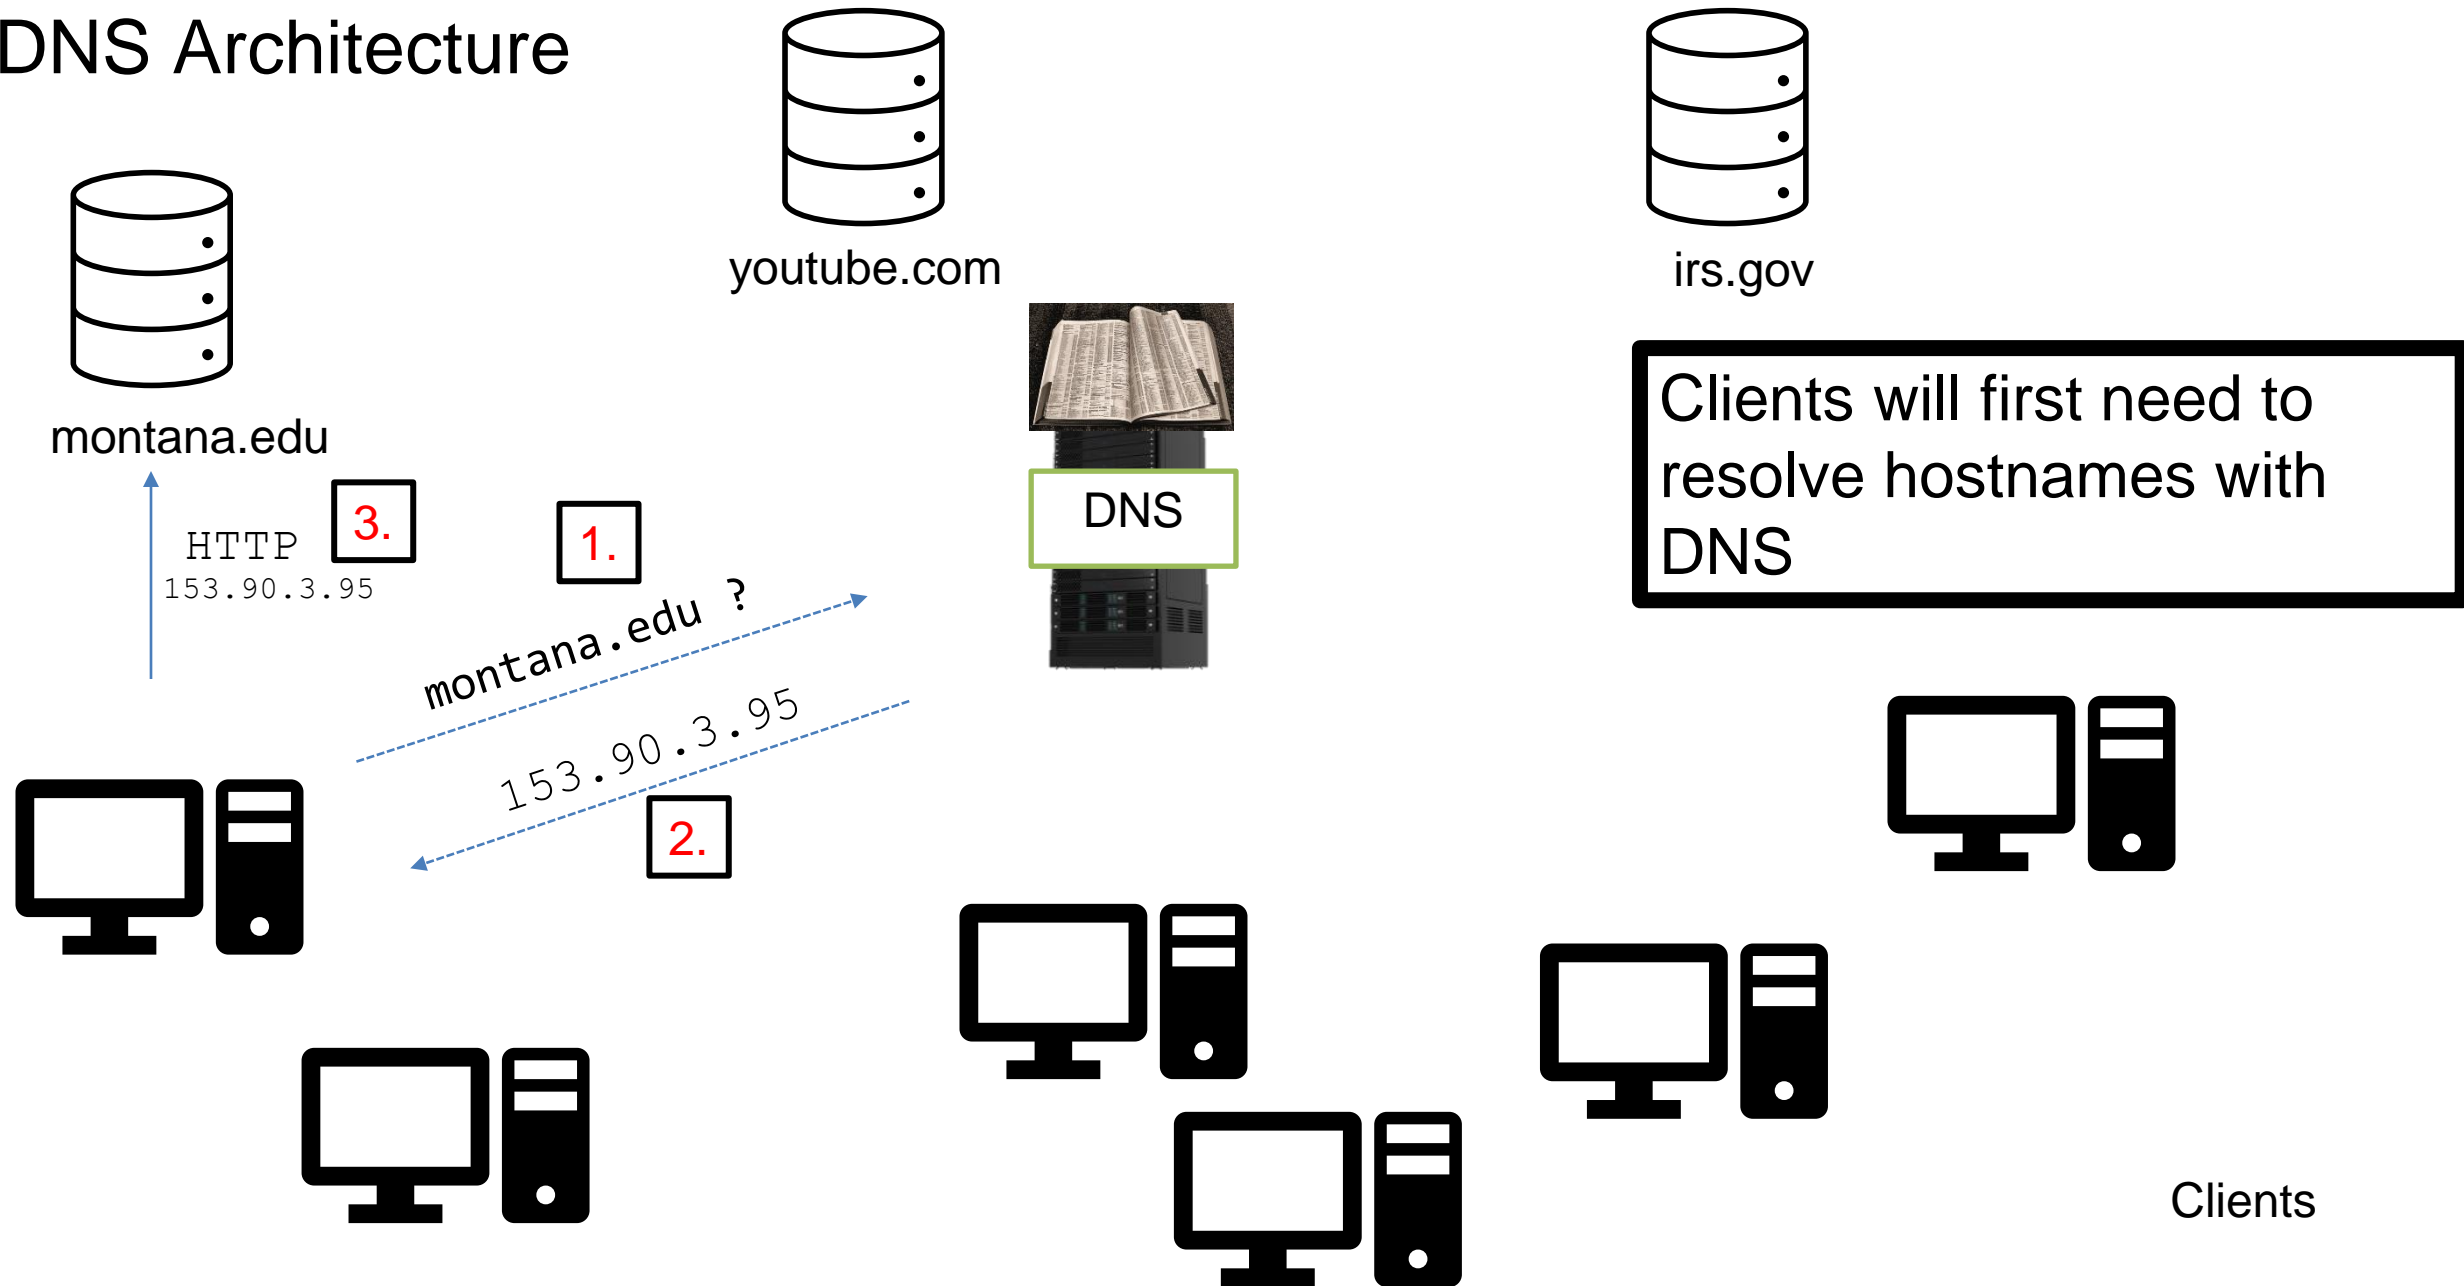 DNS Architecture
youtube.com
irs.gov
montana.edu
HTTP
153.90.3.95
3.
1.
montana.edu ?
153.90.3.95
2.
DNS
Clients will first need to
resolve hostnames with
DNS
Clients